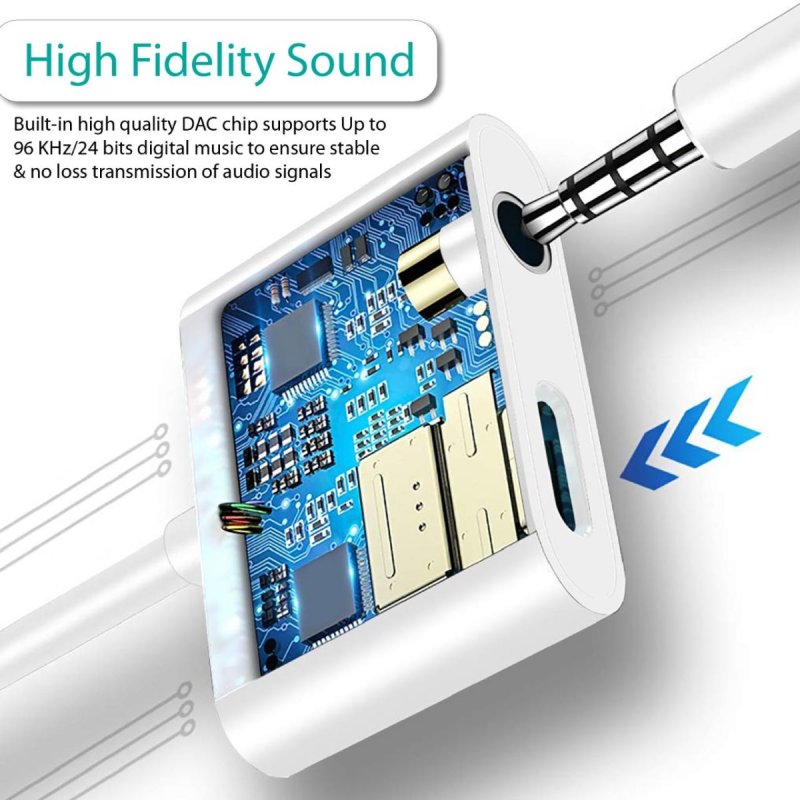 High Fidelity Sound
Built-in high quality DAC chip supports Up to
96 KHz/24 bits digital music to ensure stable
& no loss transmission of audio signals